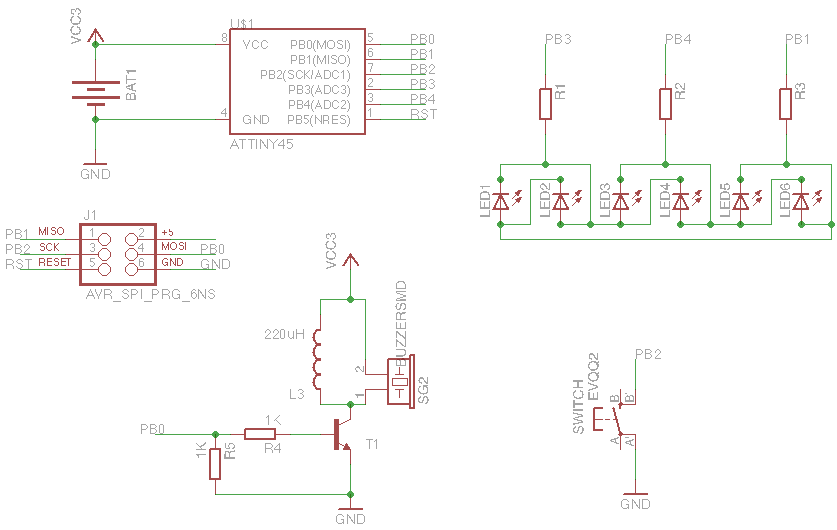 VCC3
BAT1
GND
U$1
8 VCC PB0(MOSI) 5 PB0
PB1(MISO) 6 PB1
PB2(SCK/ADC1) 7 PB2
PB3(ADC3) 2 PB3
PB4(ADC2) 3 PB4
4 GND PB5(NRES) 1 RST
ATTINY45
PB3 PB4 PB1
R1 R2 R3
LED1 LED2 LED3 LED4 LED5 LED6
J1
PB1 MISO 1 2 +5
PB2 SCK 3 4 MOSI PB0
RST RESET 5 6 GND GND
AVR_SPI_PRG_6NS
VCC3
220uH
L3
BUZZERSMD
2
1
SG2
PB0
1K
R4
1K
R5
T1
GND
PB2
SWITCH
EVQQ2
B B'
A A'
GND